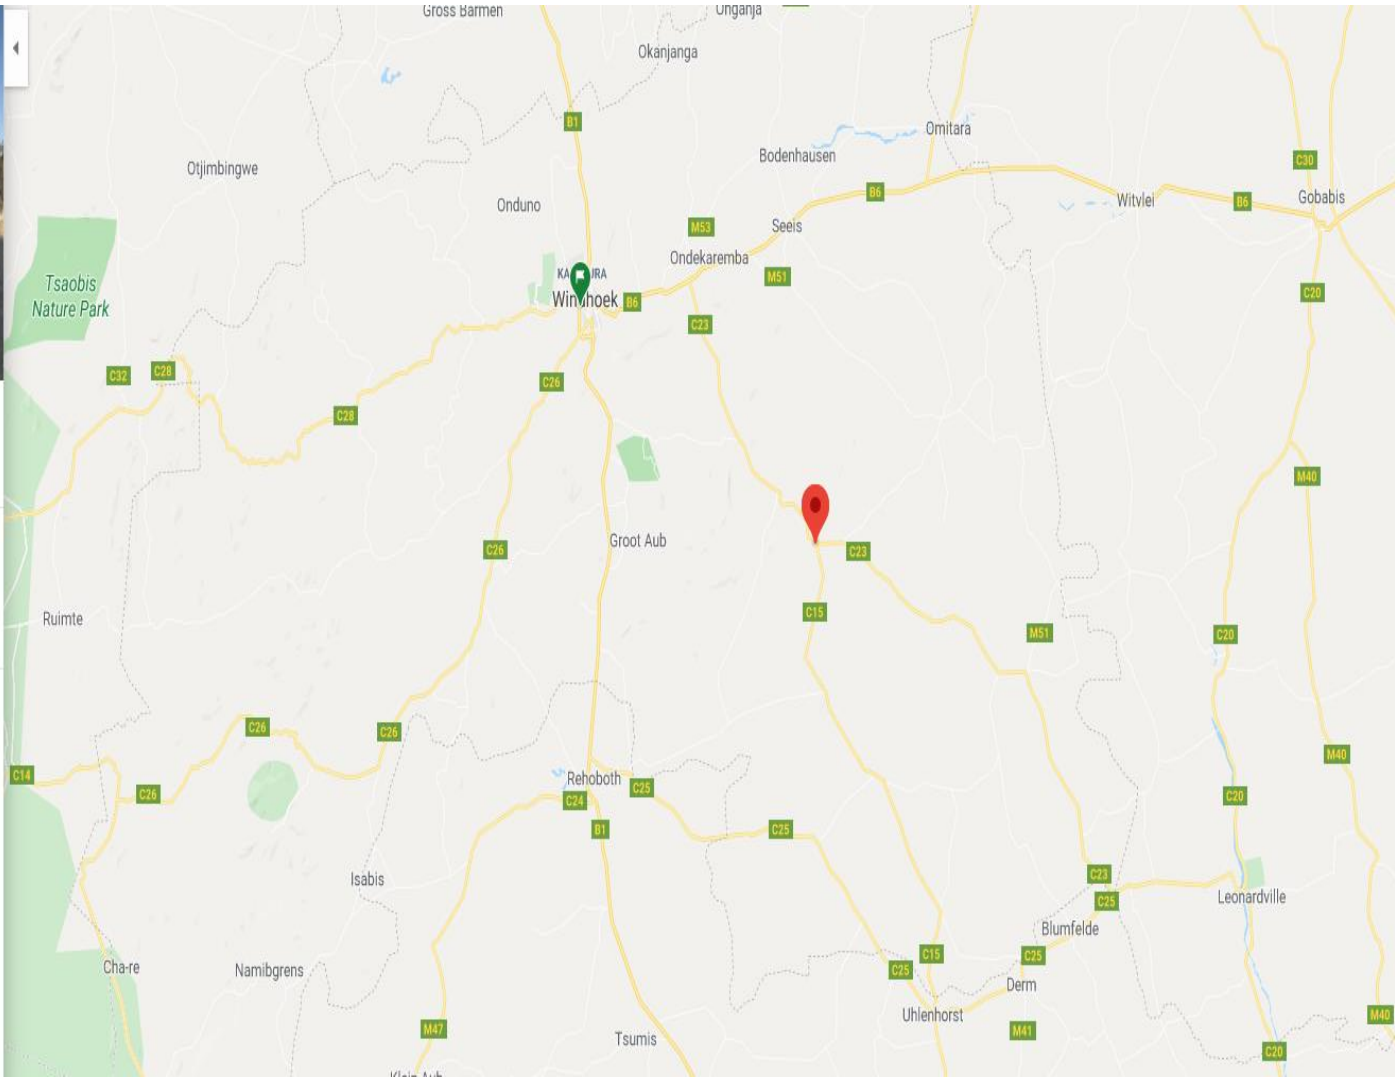 Gross Barmen
Onganja
Okanjanga
B1
Omitara
Bodenhausen
C30
Otjimbingwe
B6
Witvlei
B6
Gobabis
Onduno
M53
Seeis
Ondekaremba
M51
Tsaobis
Nature Park
Windhoek
B6
C20
C23
C32
C28
C26
C28
M40
Groot Aub
C26
C23
Ruimte
C15
M51
C20
C26
C26
M40
C14
C26
Rehoboth
C24
C25
C20
B1
C25
Isabis
C23
C25
Leonardville
Blumfelde
C15
C25
C25
Cha-re
Namibgrens
Derm
Uhlenhorst
M47
Tsumis
M41
M40
C20